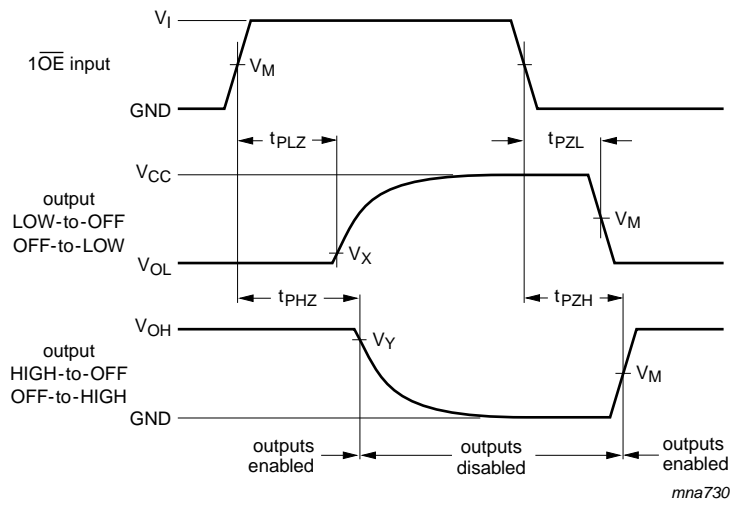 V_I
1O̅E̅ input
V_M
GND
t_PLZ
t_PZL
V_CC
output
LOW-to-OFF
OFF-to-LOW
V_M
V_X
V_OL
t_PHZ
t_PZH
V_OH
output
HIGH-to-OFF
OFF-to-HIGH
V_Y
V_M
GND
outputs
enabled
outputs
disabled
outputs
enabled
mna730